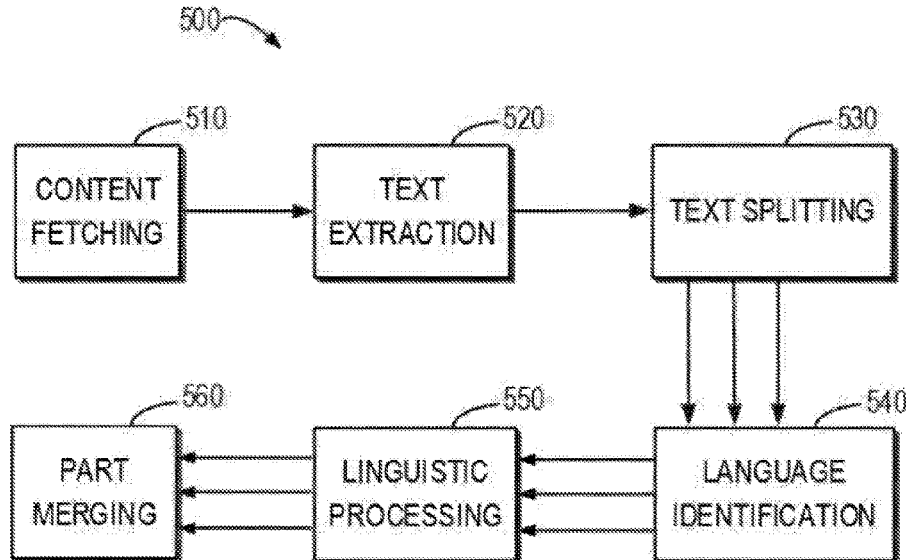 500
510
520
530
CONTENT
FETCHING
TEXT
EXTRACTION
TEXT SPLITTING
560
550
540
PART
MERGING
LINGUISTIC
PROCESSING
LANGUAGE
IDENTIFICATION